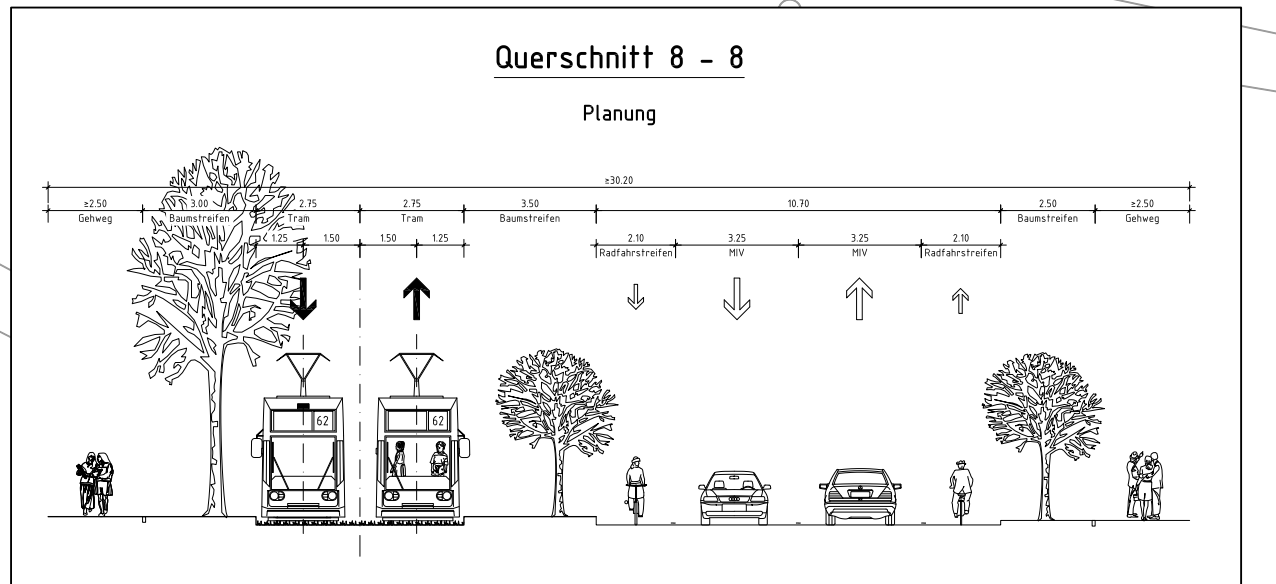 Querschnitt 8 - 8
Planung
≥30.20
≥2.50 3.00 2.75 2.75 3.50 10.70 2.50 ≥2.50
Gehweg Baumstreifen Tram Tram Baumstreifen Baumstreifen Gehweg
1.25 1.50 1.50 1.25 2.10 3.25 3.25 2.10
Radfahrstreifen MIV MIV Radfahrstreifen
62 62